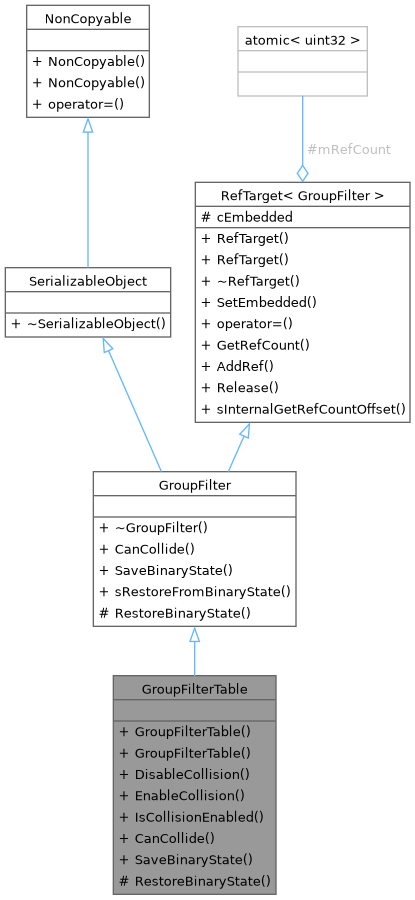 NonCopyable
+ NonCopyable()
+ NonCopyable()
+ operator=()
atomic< uint32 >
#mRefCount
RefTarget< GroupFilter >
# cEmbedded
+ RefTarget()
+ RefTarget()
+ ~RefTarget()
+ SetEmbedded()
+ operator=()
+ GetRefCount()
+ AddRef()
+ Release()
+ sInternalGetRefCountOffset()
SerializableObject
+ ~SerializableObject()
GroupFilter
+ ~GroupFilter()
+ CanCollide()
+ SaveBinaryState()
+ sRestoreFromBinaryState()
# RestoreBinaryState()
GroupFilterTable
+ GroupFilterTable()
+ GroupFilterTable()
+ DisableCollision()
+ EnableCollision()
+ IsCollisionEnabled()
+ CanCollide()
+ SaveBinaryState()
# RestoreBinaryState()